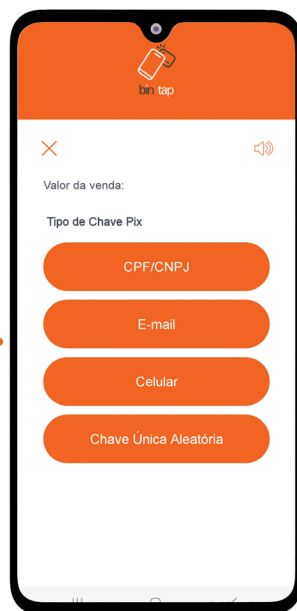 bin tap
Valor da venda:
Tipo de Chave Pix
CPF/CNPJ
E-mail
Celular
Chave Única Aleatória